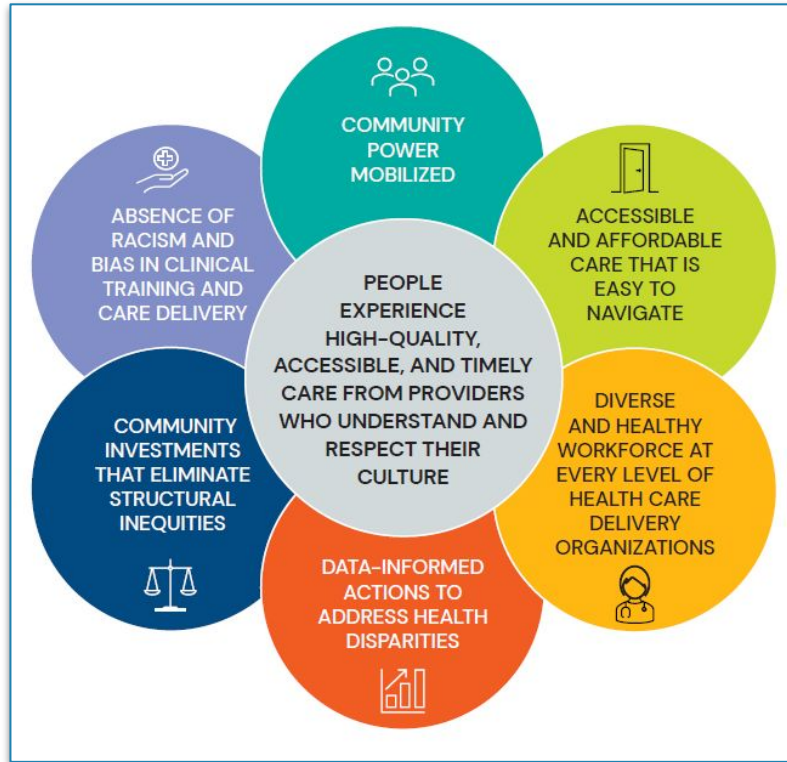 COMMUNITY
POWER
MOBILIZED
ACCESSIBLE
AND AFFORDABLE
CARE THAT IS
EASY TO
NAVIGATE
DIVERSE
AND HEALTHY
WORKFORCE AT
EVERY LEVEL OF
HEALTH CARE
DELIVERY
ORGANIZATIONS
DATA-INFORMED
ACTIONS TO
ADDRESS HEALTH
DISPARITIES
COMMUNITY
INVESTMENTS
THAT ELIMINATE
STRUCTURAL
INEQUITIES
ABSENCE OF
RACISM AND
BIAS IN CLINICAL
TRAINING AND
CARE DELIVERY
PEOPLE
EXPERIENCE
HIGH-QUALITY,
ACCESSIBLE, AND TIMELY
CARE FROM PROVIDERS
WHO UNDERSTAND AND
RESPECT THEIR
CULTURE